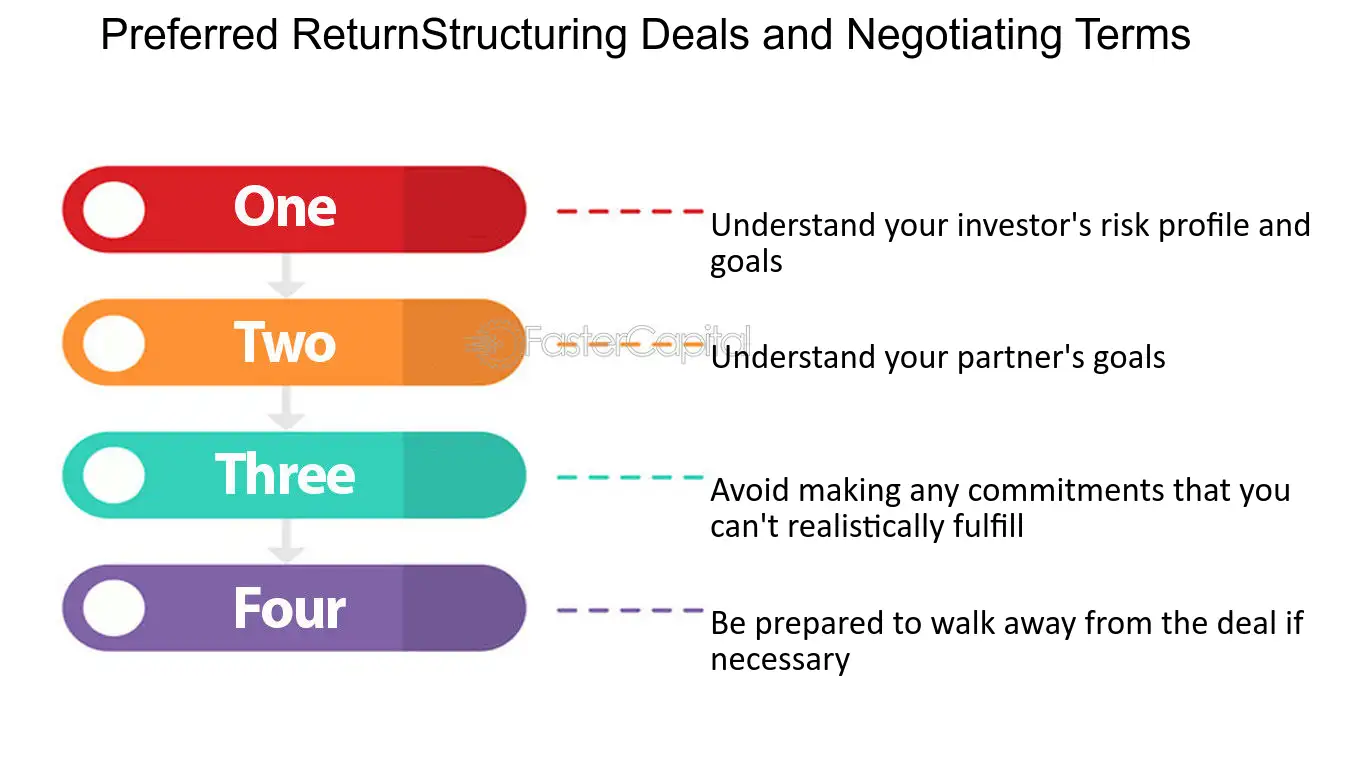 Preferred ReturnStructuring Deals and Negotiating Terms
One
Understand your investor's risk profile and
goals
Two
FasterCapital
Understand your partner's goals
Three
Avoid making any commitments that you
can't realistically fulfill
Four
Be prepared to walk away from the deal if
necessary